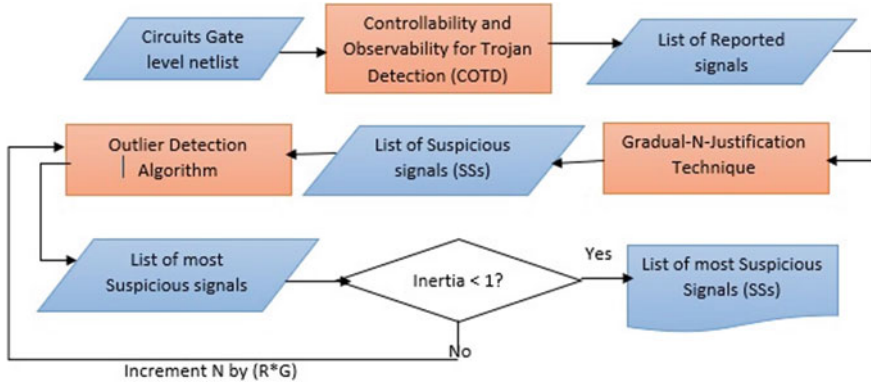 Circuits Gate
level netlist
Controllability and
Observability for Trojan
Detection (COTD)
List of Reported
signals
Outlier Detection
Algorithm
List of Suspicious
signals (SSs)
Gradual-N-Justification
Technique
List of most
Suspicious signals
Inertia < 1?
Yes
List of most Suspicious
Signals (SSs)
No
Increment N by (R*G)